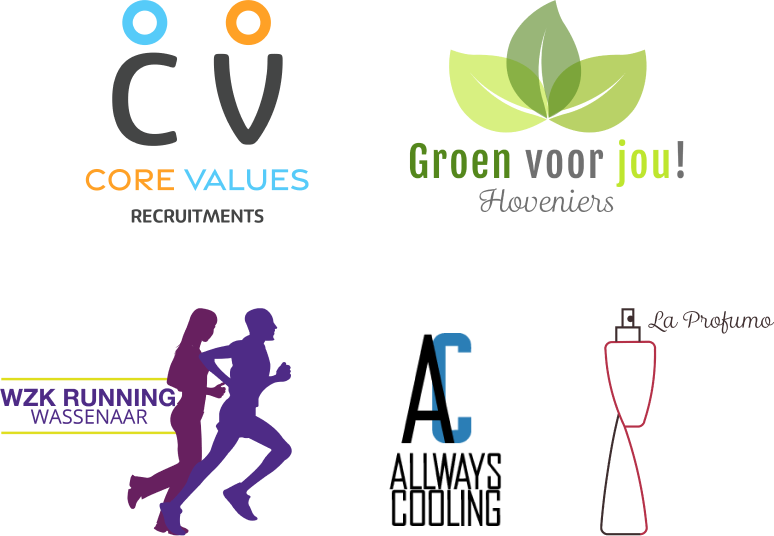 CV
CORE VALUES
RECRUITMENTS
Groen voor jou!
Hoveniers
WZK RUNNING
WASSENAAR
AC
ALLWAYS
COOLING
La Profumo